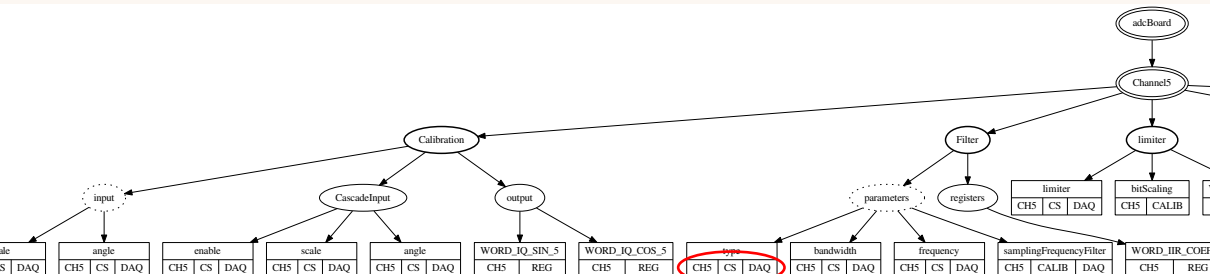 adcBoard
Channel5
Calibration
Filter
limiter
input
CascadeInput
output
parameters
registers
limiter
CH5 CS DAQ
bitScaling
CH5 CALIB
angle
CH5 CS DAQ
enable
CH5 CS DAQ
scale
CH5 CS DAQ
angle
CH5 CS DAQ
WORD_IQ_SIN_5
CH5 REG
WORD_IQ_COS_5
CH5 REG
type
CH5 CS DAQ
bandwidth
CH5 CS DAQ
frequency
CH5 CS DAQ
samplingFrequencyFilter
CH5 CALIB DAQ
CH5 REG
DAQ